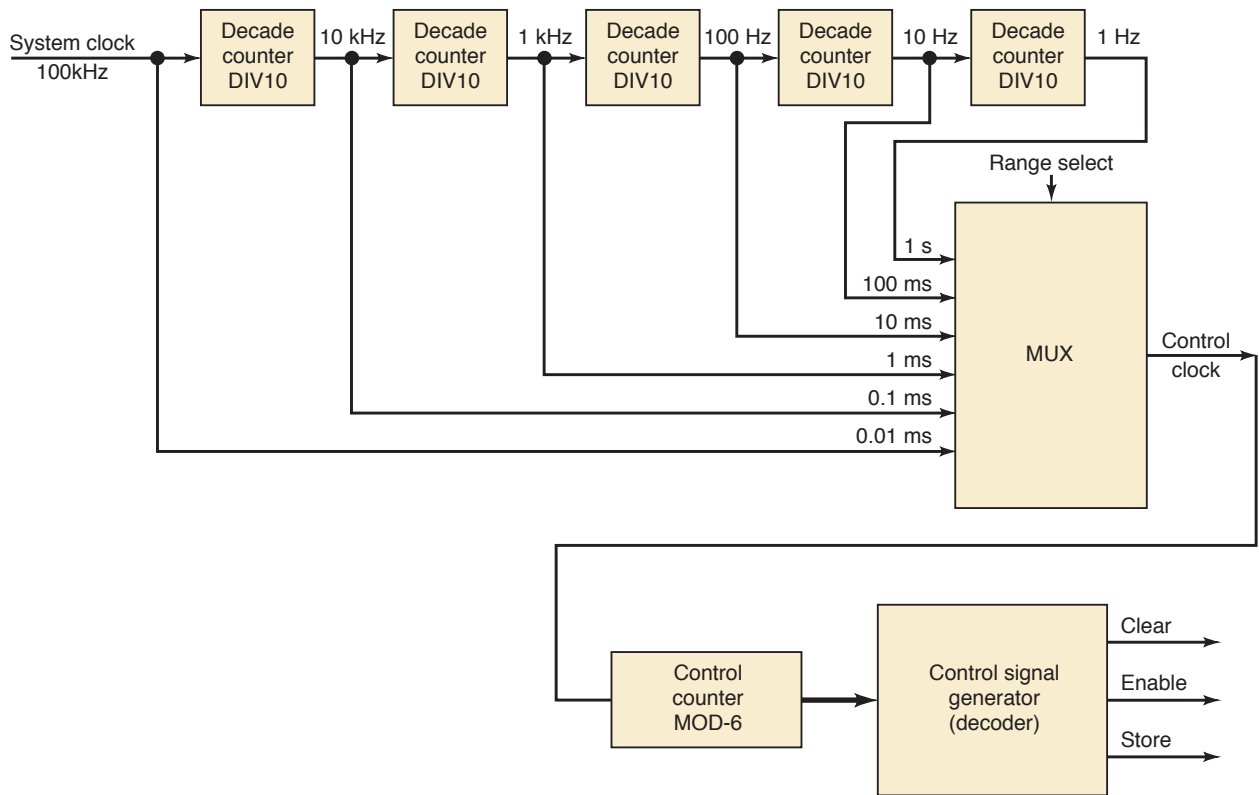 System clock
100kHz
Decade
counter
DIV10
10 kHz
Decade
counter
DIV10
1 kHz
Decade
counter
DIV10
100 Hz
Decade
counter
DIV10
10 Hz
Decade
counter
DIV10
1 Hz
Range select
1 s
100 ms
10 ms
1 ms
0.1 ms
0.01 ms
MUX
Control
clock
Control
counter
MOD-6
Control signal
generator
(decoder)
Clear
Enable
Store